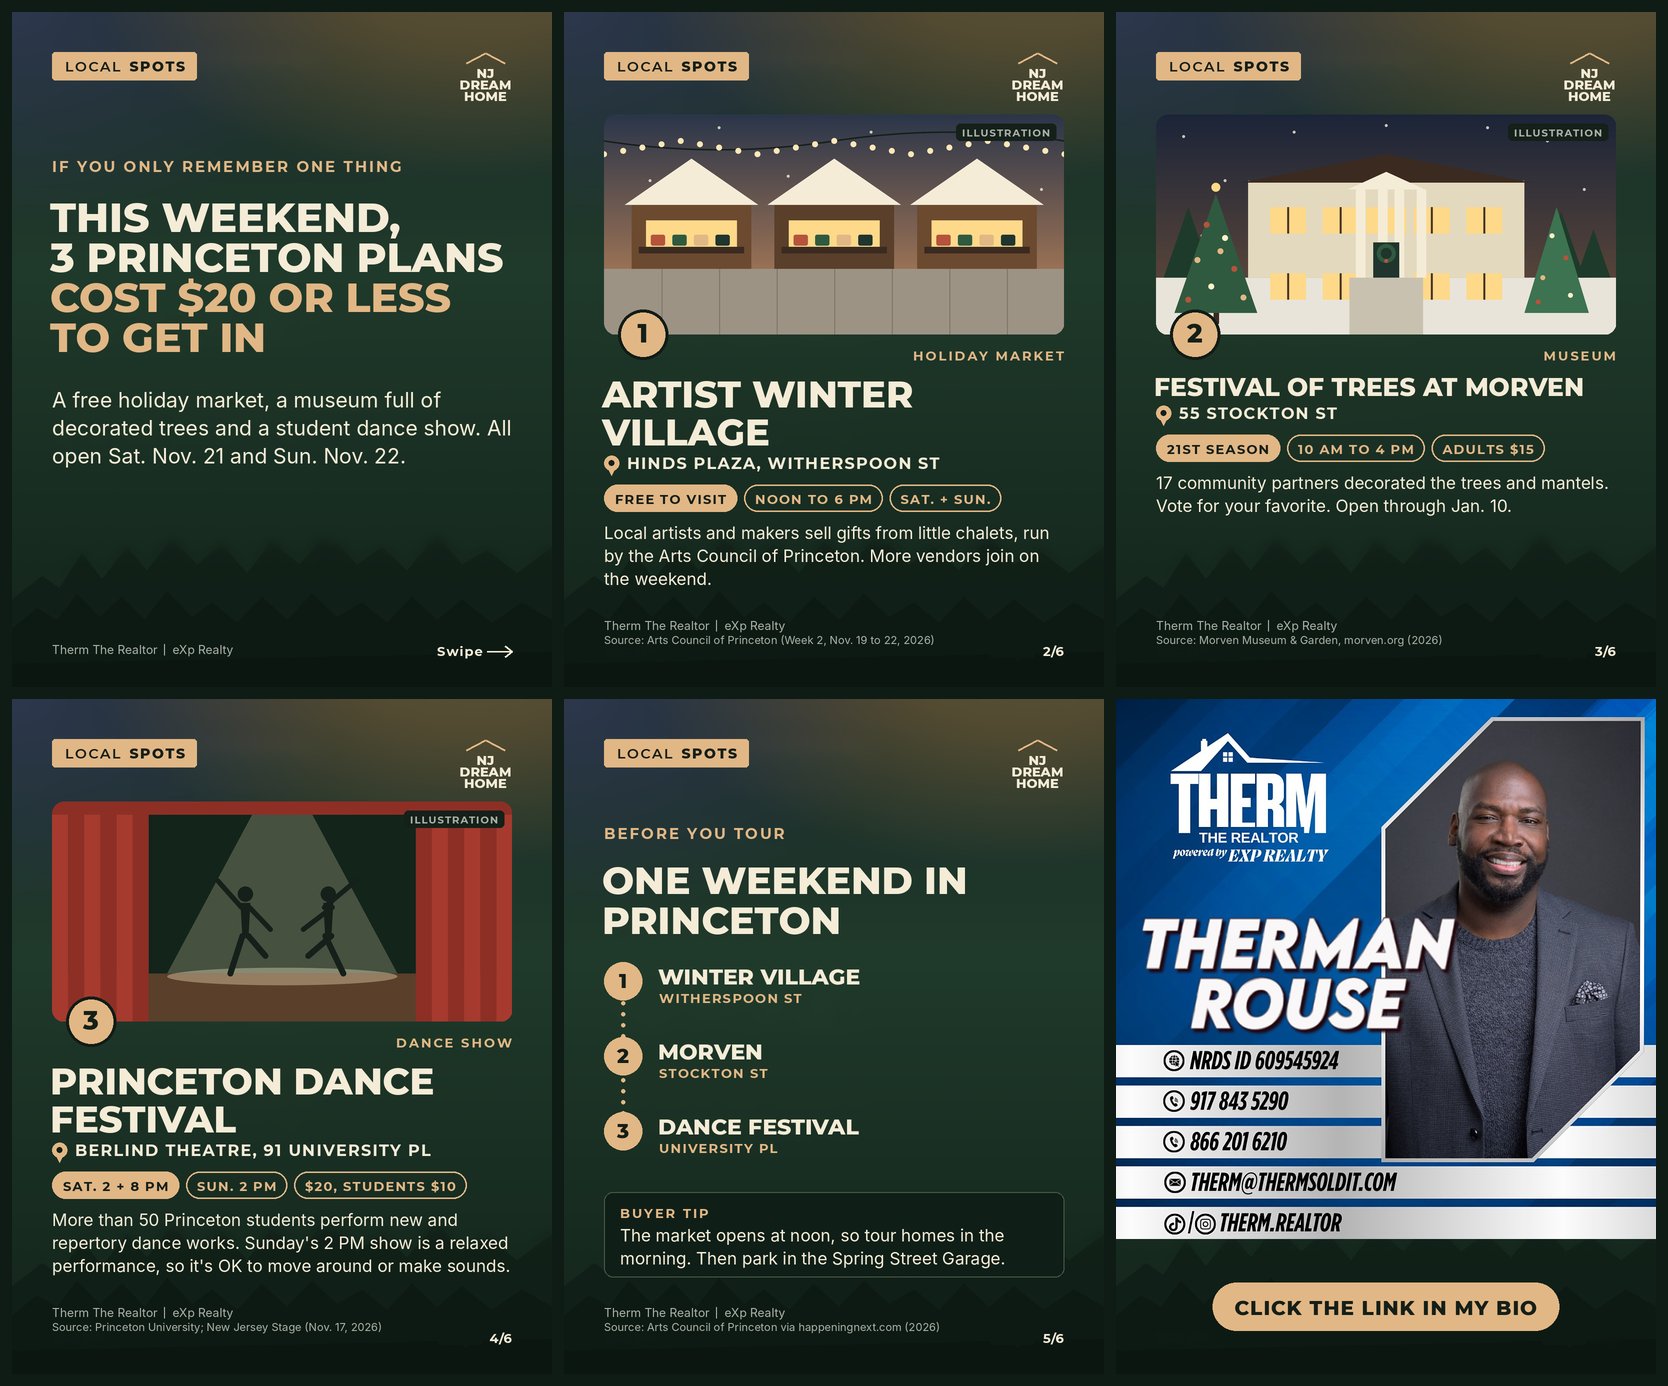 LOCAL SPOTS
NJ
DREAM
HOME
IF YOU ONLY REMEMBER ONE THING
THIS WEEKEND,
3 PRINCETON PLANS
COST $20 OR LESS
TO GET IN
A free holiday market, a museum full of
decorated trees and a student dance show. All
open Sat. Nov. 21 and Sun. Nov. 22.
Therm The Realtor | eXp Realty
Swipe
LOCAL SPOTS
NJ
DREAM
HOME
ILLUSTRATION
1
HOLIDAY MARKET
ARTIST WINTER
VILLAGE
HINDS PLAZA, WITHERSPOON ST
FREE TO VISIT
NOON TO 6 PM
SAT. + SUN.
Local artists and makers sell gifts from little chalets, run
by the Arts Council of Princeton. More vendors join on
the weekend.
Therm The Realtor | eXp Realty
Source: Arts Council of Princeton (Week 2, Nov. 19 to 22, 2026)
2/6
LOCAL SPOTS
NJ
DREAM
HOME
ILLUSTRATION
2
MUSEUM
FESTIVAL OF TREES AT MORVEN
55 STOCKTON ST
21ST SEASON
10 AM TO 4 PM
ADULTS $15
17 community partners decorated the trees and mantels.
Vote for your favorite. Open through Jan. 10.
Therm The Realtor | eXp Realty
Source: Morven Museum & Garden, morven.org (2026)
3/6
LOCAL SPOTS
NJ
DREAM
HOME
ILLUSTRATION
3
DANCE SHOW
PRINCETON DANCE
FESTIVAL
BERLIND THEATRE, 91 UNIVERSITY PL
SAT. 2 + 8 PM
SUN. 2 PM
$20, STUDENTS $10
More than 50 Princeton students perform new and
repertory dance works. Sunday's 2 PM show is a relaxed
performance, so it's OK to move around or make sounds.
Therm The Realtor | eXp Realty
Source: Princeton University; New Jersey Stage (Nov. 17, 2026)
4/6
LOCAL SPOTS
NJ
DREAM
HOME
BEFORE YOU TOUR
ONE WEEKEND IN
PRINCETON
1
WINTER VILLAGE
WITHERSPOON ST
2
MORVEN
STOCKTON ST
3
DANCE FESTIVAL
UNIVERSITY PL
BUYER TIP
The market opens at noon, so tour homes in the
morning. Then park in the Spring Street Garage.
Therm The Realtor | eXp Realty
Source: Arts Council of Princeton via happeningnext.com (2026)
5/6
THERM
THE REALTOR
powered by EXP REALTY
THERMAN
ROUSE
NRDS ID 609545924
917 843 5290
866 201 6210
THERM@THERMSOLDIT.COM
/ THERM.REALTOR
CLICK THE LINK IN MY BIO